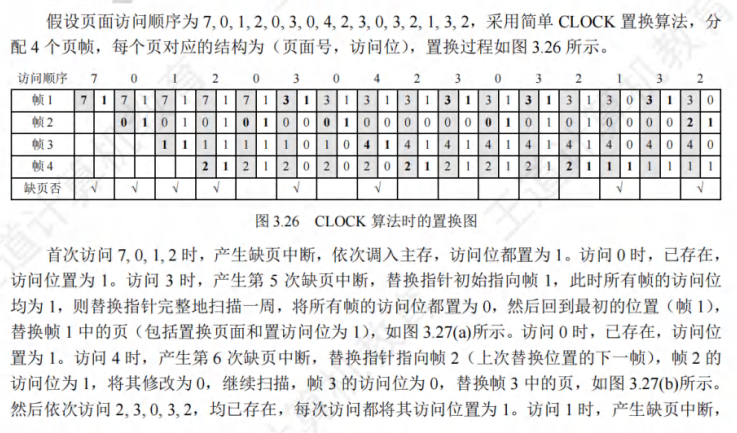 假设页面访问顺序为 7, 0, 1, 2, 0, 3, 0, 4, 2, 3, 0, 3, 2, 1, 3, 2，采用简单 CLOCK 置换算法，分
配 4 个页帧，每个页对应的结构为（页面号，访问位），置换过程如图 3.26 所示。
访问顺序 7 0 1 2 0 3 0 4 2 3 0 3 2 1 3 2
帧 1 7 1 7 1 7 1 7 1 7 1 3 1 3 1 3 1 3 1 3 1 3 1 3 1 3 1 3 0 3 1 3 0
帧 2 0 1 0 1 0 1 0 1 0 0 0 1 0 0 0 0 0 0 0 1 0 1 0 1 0 0 0 0 2 1
帧 3 1 1 1 1 1 1 1 0 1 0 4 1 4 1 4 1 4 1 4 1 4 1 4 0 4 0 4 0
帧 4 2 1 2 1 2 0 2 0 2 0 2 1 2 1 2 1 2 1 2 1 1 1 1 1 1 1
缺页否 √ √ √ √ √ √ √ √
图 3.26 CLOCK 算法时的置换图
首次访问 7, 0, 1, 2 时，产生缺页中断，依次调入主存，访问位都置为 1。访问 0 时，已存在，
访问位置为 1。访问 3 时，产生第 5 次缺页中断，替换指针初始指向帧 1，此时所有帧的访问位
均为 1，则替换指针完整地扫描一周，将所有帧的访问位都置为 0，然后回到最初的位置（帧 1），
替换帧 1 中的页（包括置换页面和置访问位为 1），如图 3.27(a)所示。访问 0 时，已存在，访问位
置为 1。访问 4 时，产生第 6 次缺页中断，替换指针指向帧 2（上次替换位置的下一帧），帧 2 的
访问位为 1，将其修改为 0，继续扫描，帧 3 的访问位为 0，替换帧 3 中的页，如图 3.27(b)所示。
然后依次访问 2, 3, 0, 3, 2，均已存在，每次访问都将其访问位置为 1。访问 1 时，产生缺页中断，